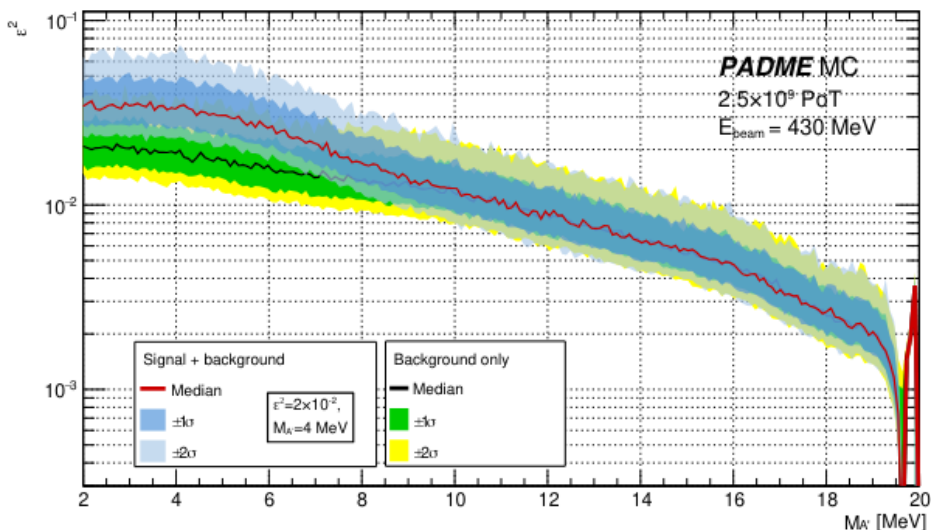 10⁻¹
ε²
PADME MC
2.5×10⁹ PoT
E_beam = 430 MeV
10⁻²
Signal + background
Median
±1σ
±2σ
ε²=2×10⁻²,
M_A'=4 MeV
Background only
Median
±1σ
±2σ
10⁻³
2 4 6 8 10 12 14 16 18 20
M_A' [MeV]